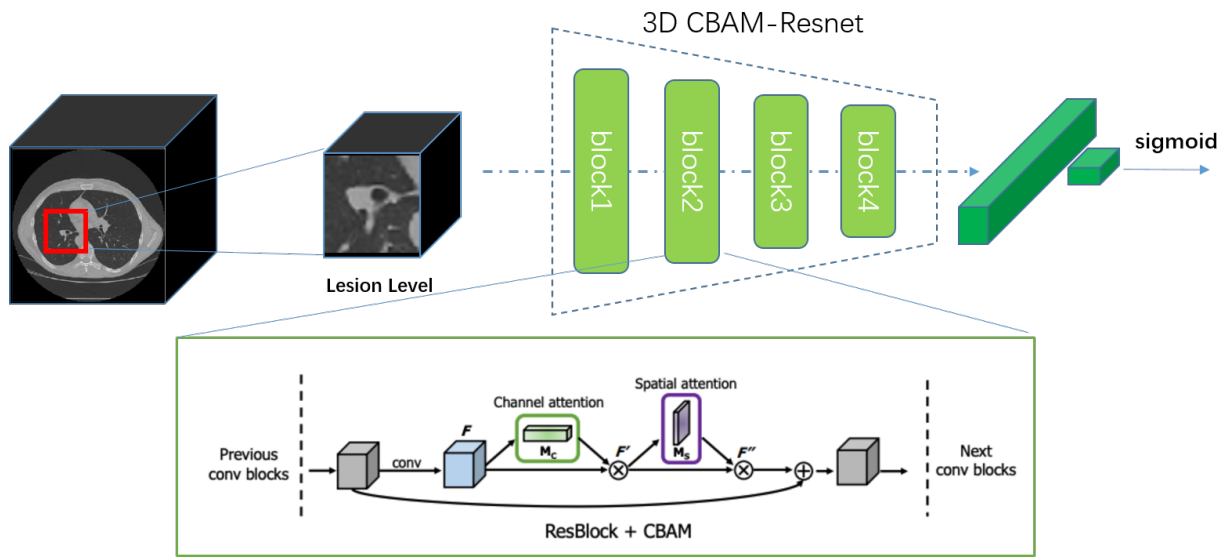 3D CBAM-Resnet
block1
block2
block3
block4
sigmoid
Lesion Level
Spatial attention
Channel attention
F
Mc
F'
Ms
F''
Previous
conv blocks
conv
Next
conv blocks
ResBlock + CBAM